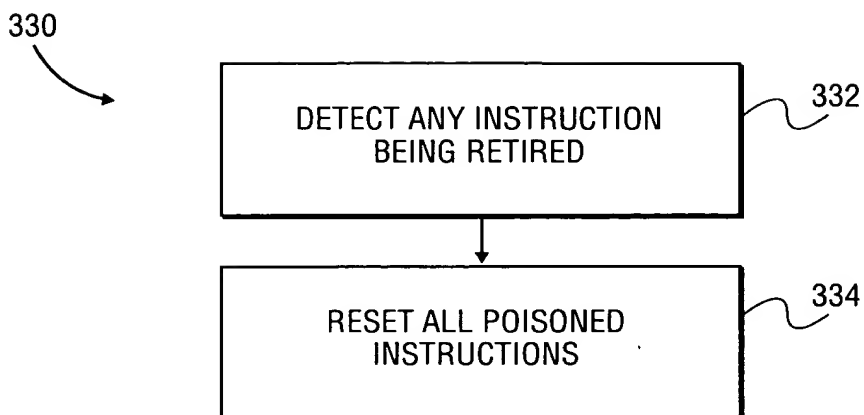 330
DETECT ANY INSTRUCTION
BEING RETIRED
332
RESET ALL POISONED
INSTRUCTIONS
334